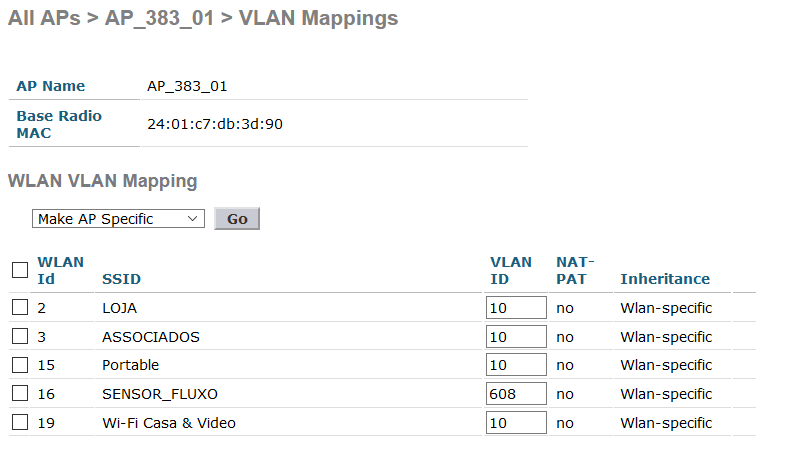 All APs > AP_383_01 > VLAN Mappings
AP Name AP_383_01
Base Radio MAC 24:01:c7:db:3d:90
WLAN VLAN Mapping
Make AP Specific Go
WLAN Id SSID VLAN ID NAT-PAT Inheritance
2 LOJA 10 no Wlan-specific
3 ASSOCIADOS 10 no Wlan-specific
15 Portable 10 no Wlan-specific
16 SENSOR_FLUXO 608 no Wlan-specific
19 Wi-Fi Casa & Video 10 no Wlan-specific